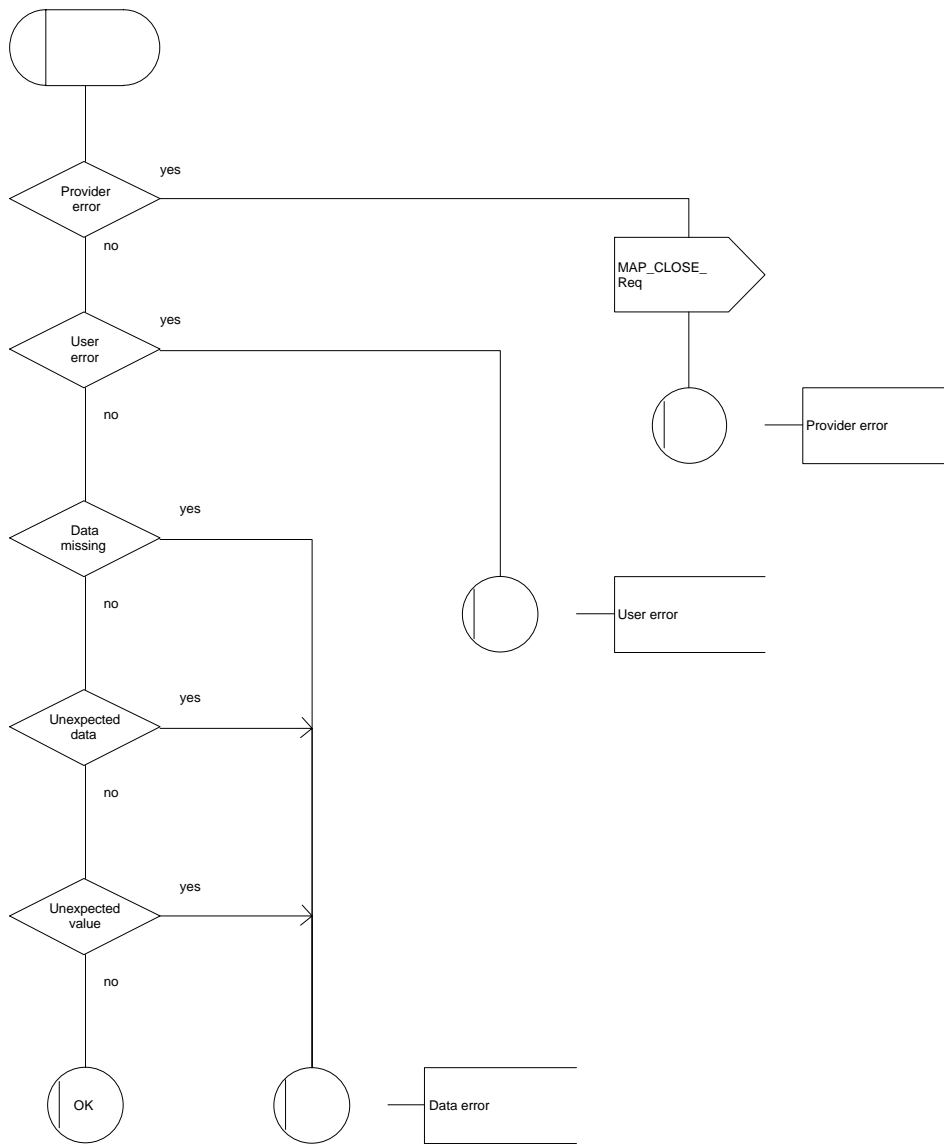 yes
Provider
error
no
MAP_CLOSE_
Req
yes
User
error
no
Provider error
yes
Data
missing
no
User error
yes
Unexpected
data
no
yes
Unexpected
value
no
OK
Data error